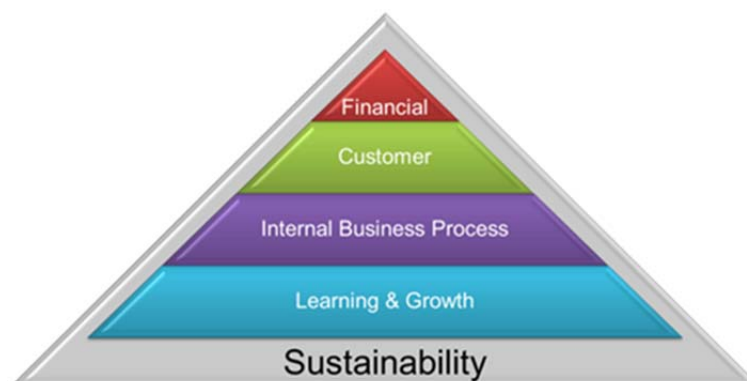 Financial
Customer
Internal Business Process
Learning & Growth
Sustainability